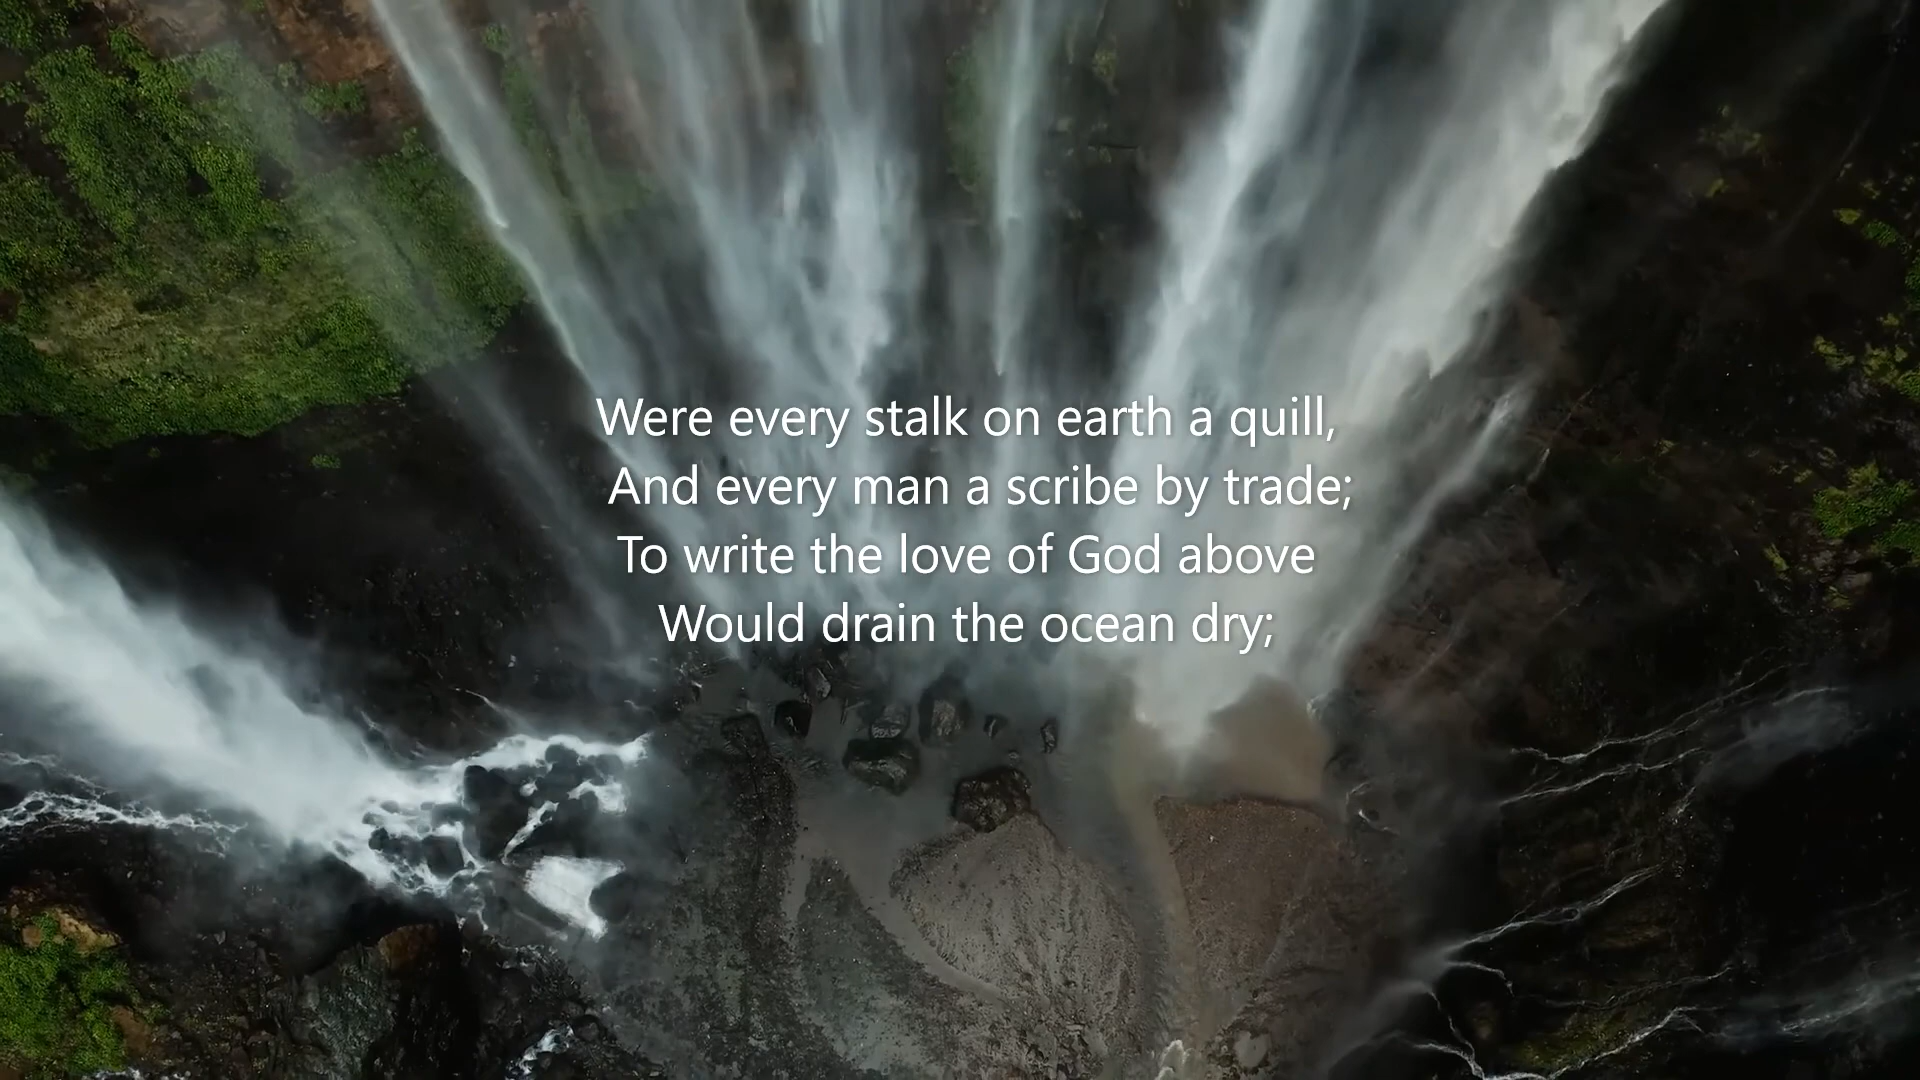 Were every stalk on earth a quill,
And every man a scribe by trade;
To write the love of God above
Would drain the ocean dry;